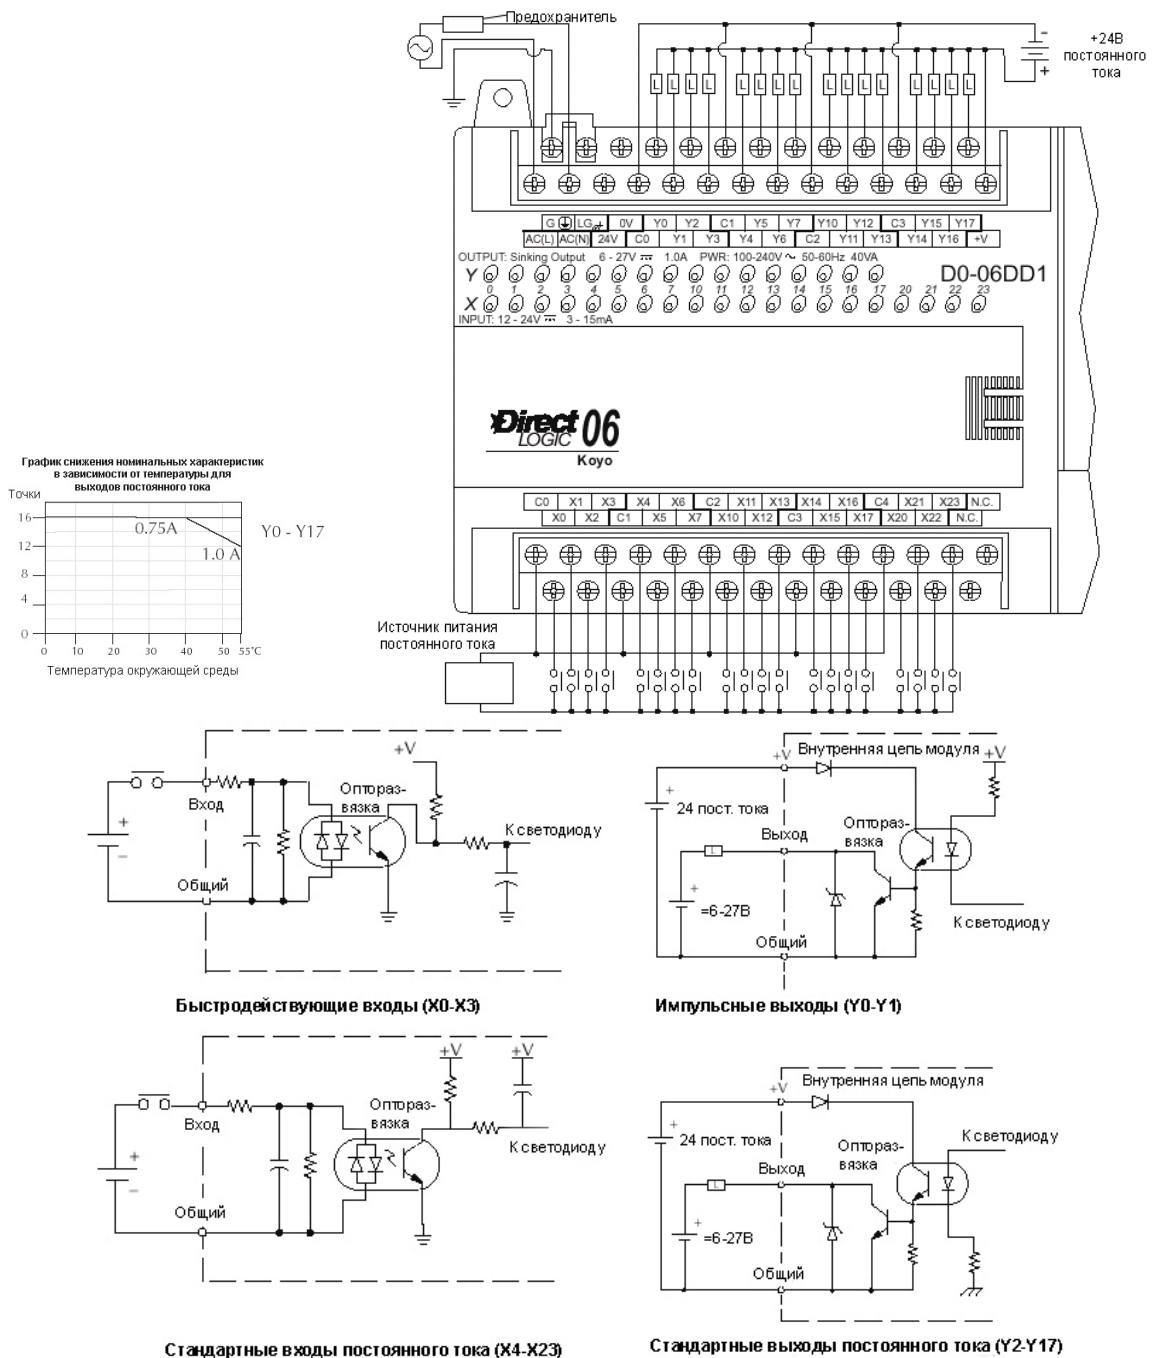 Предохранитель
-
+24В
постоянного
тока
+
L L L L L L L L L L L L L L L L
G LG 0V Y0 Y2 C1 Y5 Y7 Y10 Y12 C3 Y15 Y17
AC(L) AC(N) 24V C0 Y1 Y3 Y4 Y6 C2 Y11 Y13 Y14 Y16 +V
OUTPUT: Sinking Output 6 - 27V 1.0A PWR: 100-240V ~ 50-60Hz 40VA
Y
D0-06DD1
0 1 2 3 4 5 6 7 10 11 12 13 14 15 16 17 20 21 22 23
X
INPUT: 12 - 24V 3 - 15mA
Direct 06
LOGIC
Koyo
График снижения номинальных характеристик
в зависимости от температуры для
выходов постоянного тока
Точки
16
12
8
4
0
0.75A
1.0 A
Y0 - Y17
0 10 20 30 40 50 55°C
Температура окружающей среды
C0 X1 X3 X4 X6 C2 X11 X13 X14 X16 C4 X21 X23 N.C.
X0 X2 C1 X5 X7 X10 X12 C3 X15 X17 X20 X22 N.C.
Источник питания
постоянного тока
+V
Вход
Оптораз-
вязка
К светодиоду
+
–
Общий
Быстродействующие входы (X0-X3)
+V
Внутренняя цепь модуля
+V
+
24 пост. тока
Выход
Оптораз-
вязка
L
+
=6-27В
К светодиоду
Общий
Импульсные выходы (Y0-Y1)
+V
+V
Вход
Оптораз-
вязка
К светодиоду
+
–
Общий
Стандартные входы постоянного тока (X4-X23)
+V
Внутренняя цепь модуля
+
24 пост. тока
Выход
Оптораз-
вязка
К светодиоду
L
+
=6-27В
Общий
Стандартные выходы постоянного тока (Y2-Y17)